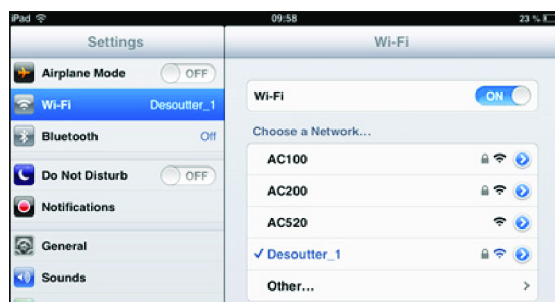 iPad 09:58 23 %
Settings
Airplane Mode OFF
Wi-Fi Desoutter_1
Bluetooth Off
Do Not Disturb OFF
Notifications
General
Sounds
Wi-Fi
Wi-Fi ON
Choose a Network...
AC100
AC200
AC520
✓ Desoutter_1
Other...